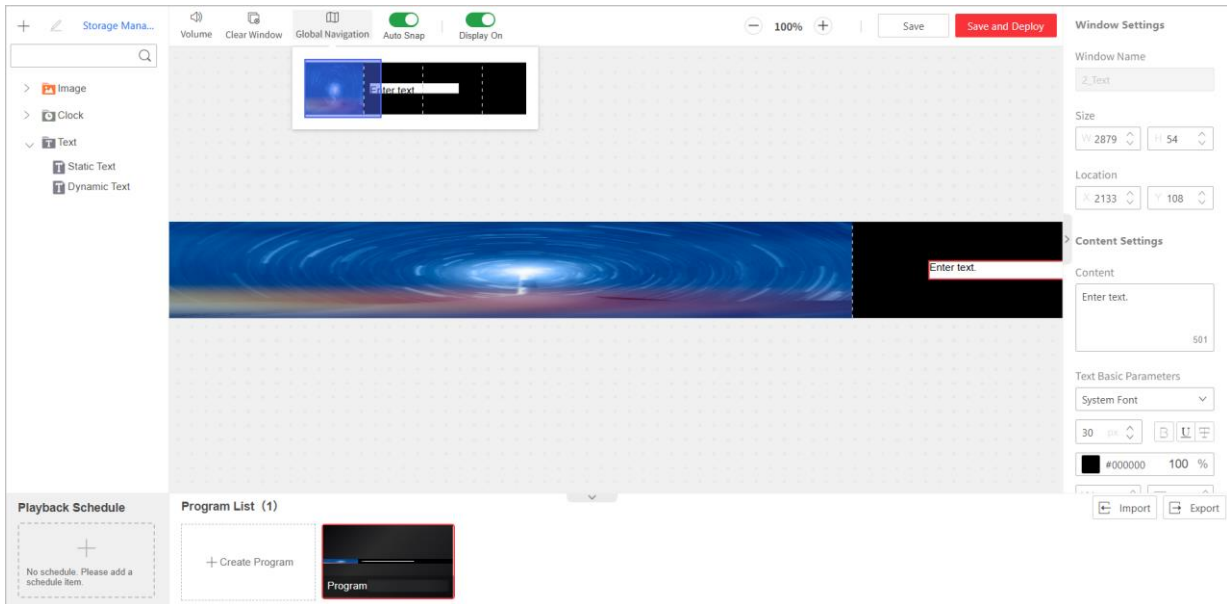 Storage Mana...
Image
Clock
Text
Static Text
Dynamic Text
Volume
Clear Window
Global Navigation
Auto Snap
Display On
100%
Save
Save and Deploy
Enter text.
Enter text.
Window Settings
Window Name
2_Text
Size
W 2879
H 54
Location
X 2133
Y 108
Content Settings
Content
Enter text.
501
Text Basic Parameters
System Font
30 px
B U T
#000000 100 %
Playback Schedule
No schedule. Please add a
schedule item.
Program List (1)
Create Program
Program
Import
Export